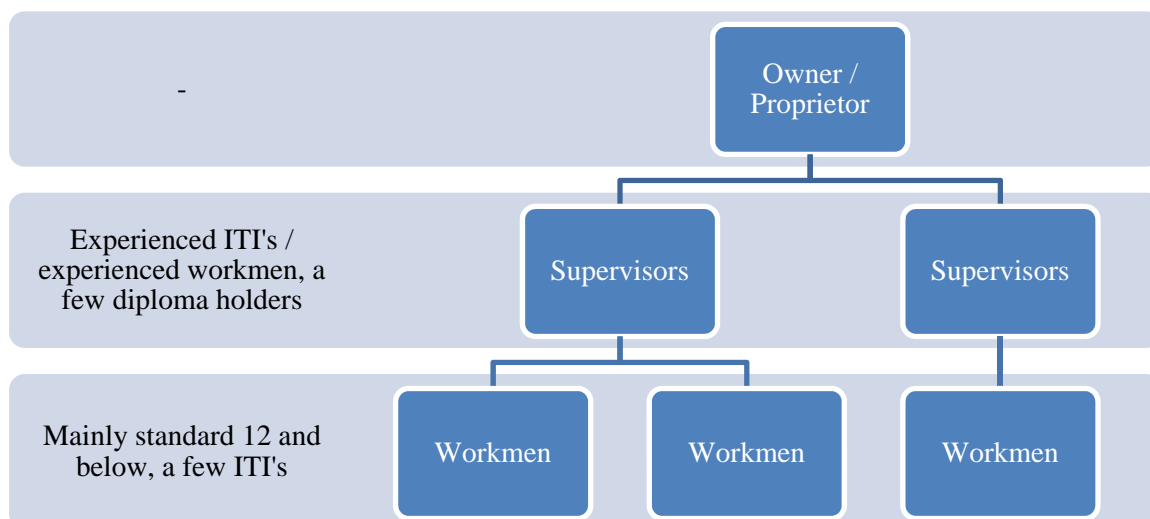 -
Owner /
Proprietor
Experienced ITI's /
experienced workmen, a
few diploma holders
Supervisors
Supervisors
Mainly standard 12 and
below, a few ITI's
Workmen
Workmen
Workmen